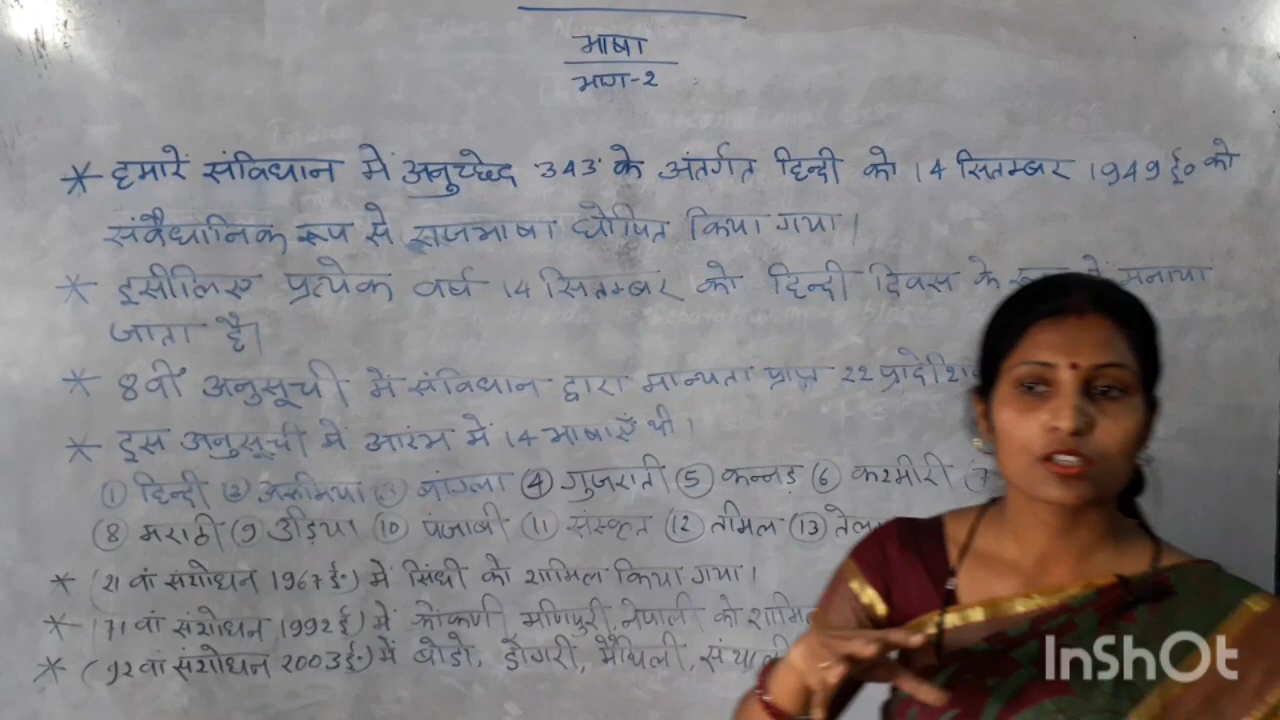 भाषा
भाग-2
* हमारे संविधान में अनुच्छेद '343' के अंतर्गत हिन्दी को 14 सितम्बर 1949 ई० को
संवैधानिक रूप से राजभाषा घोषित किया गया।
* इसीलिए प्रत्येक वर्ष 14 सितम्बर को हिन्दी दिवस के मनाया
जाता है।
* 8वीं अनुसूची में संविधान द्वारा मान्यता प्राप्त 22
* इस अनुसूची में आरंभ में 14 भाषाएँ थी।
① हिन्दी ② असमिया ③ बांग्ला ④ गुजराती ⑤ कन्नड़ ⑥ कश्मीरी ⑦
⑧ मराठी ⑨ उड़िया ⑩ पंजाबी ⑪ संस्कृत ⑫ तमिल ⑬
* (21 वां संशोधन 1967 ई०) में सिंधी को शामिल किया गया।
* (71 वां संशोधन 1992 ई) में कोंकणी, मणिपुरी, नेपाली को
* (92 वां संशोधन 2003 ई०) में बोडो, डोगरी, मैथिली,
InShOt